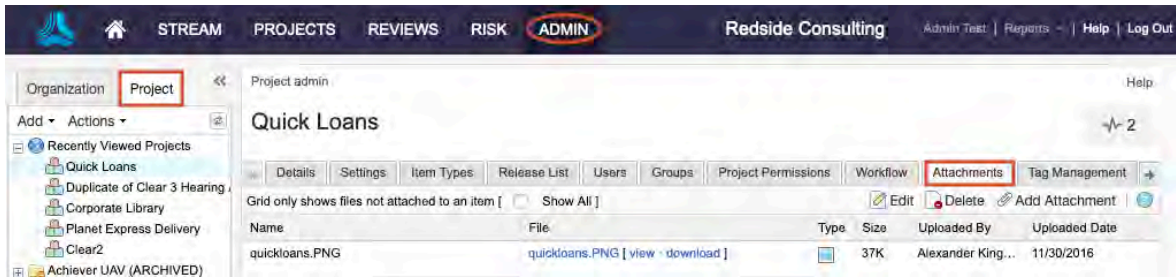 STREAM PROJECTS REVIEWS RISK ADMIN Redside Consulting Admin Test | Reports | Help | Log Out
Organization Project «
Project admin Help
Add Actions
Quick Loans 2
Recently Viewed Projects
Quick Loans
Duplicate of Clear 3 Hearing
Corporate Library
Planet Express Delivery
Clear2
Achiever UAV (ARCHIVED)
Details Settings Item Types Release List Users Groups Project Permissions Workflow Attachments Tag Management
Grid only shows files not attached to an item [ Show All ] Edit Delete Add Attachment
Name File Type Size Uploaded By Uploaded Date
quickloans.PNG quickloans.PNG [ view - download ] 37K Alexander King... 11/30/2016